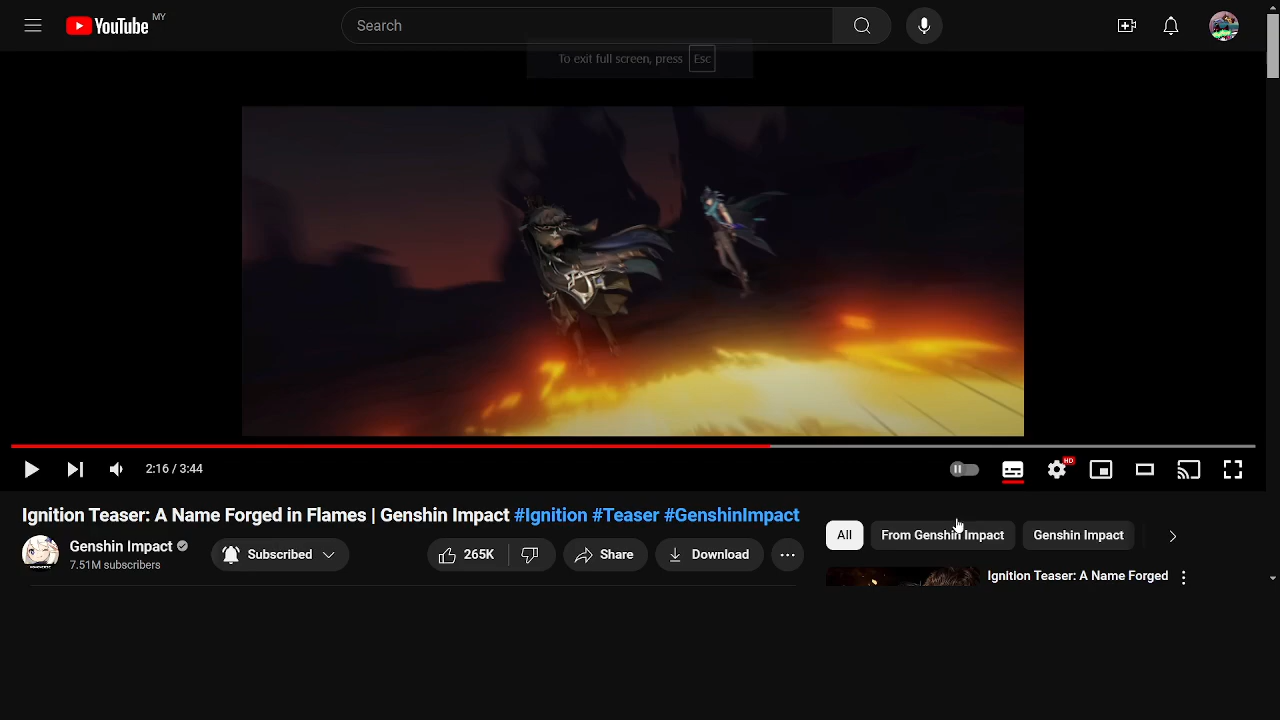 YouTube MY
Search
To exit full screen, press Esc
2:16 / 3:44
HD
Ignition Teaser: A Name Forged in Flames | Genshin Impact #Ignition #Teaser #GenshinImpact
Genshin Impact
7.51M subscribers
Subscribed
265K
Share
Download
All
From Genshin Impact
Genshin Impact
Ignition Teaser: A Name Forged